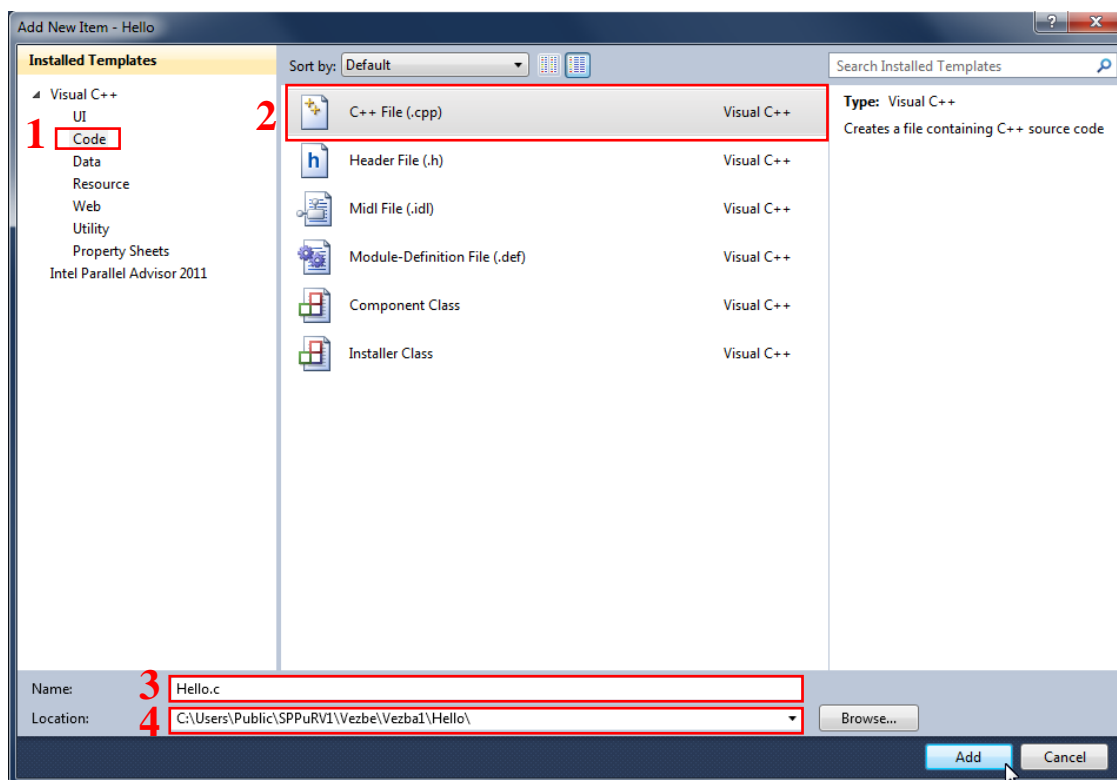 Add New Item - Hello
?
x
Installed Templates
Visual C++
UI
1
Code
Data
Resource
Web
Utility
Property Sheets
Intel Parallel Advisor 2011
Sort by: Default
2
C++ File (.cpp) Visual C++
h
Header File (.h) Visual C++
Midl File (.idl) Visual C++
Module-Definition File (.def) Visual C++
Component Class Visual C++
Installer Class Visual C++
Search Installed Templates
Type: Visual C++
Creates a file containing C++ source code
Name: 3 Hello.c
Location: 4 C:\Users\Public\SPPuRV1\Vezbe\Vezba1\Hello\ Browse...
Add Cancel